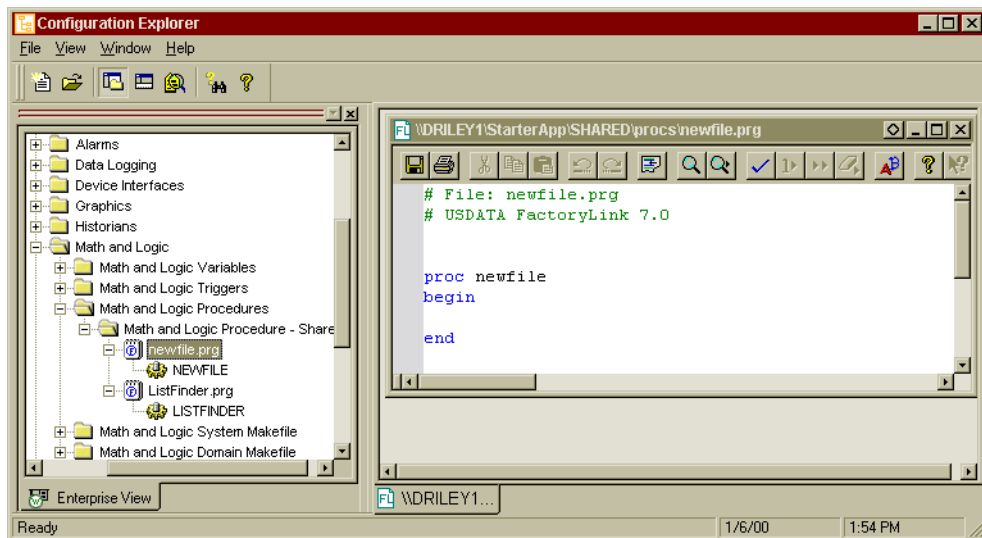 Configuration Explorer
File View Window Help
Alarms
Data Logging
Device Interfaces
Graphics
Historians
Math and Logic
Math and Logic Variables
Math and Logic Triggers
Math and Logic Procedures
Math and Logic Procedure - Share
newfile.prg
NEWFILE
ListFinder.prg
LISTFINDER
Math and Logic System Makefile
Math and Logic Domain Makefile
Enterprise View
FL \\DRILEY1\StarterApp\SHARED\procs\newfile.prg
# File: newfile.prg
# USDATA FactoryLink 7.0
proc newfile
begin
end
FL \\DRILEY1...
Ready 1/6/00 1:54 PM